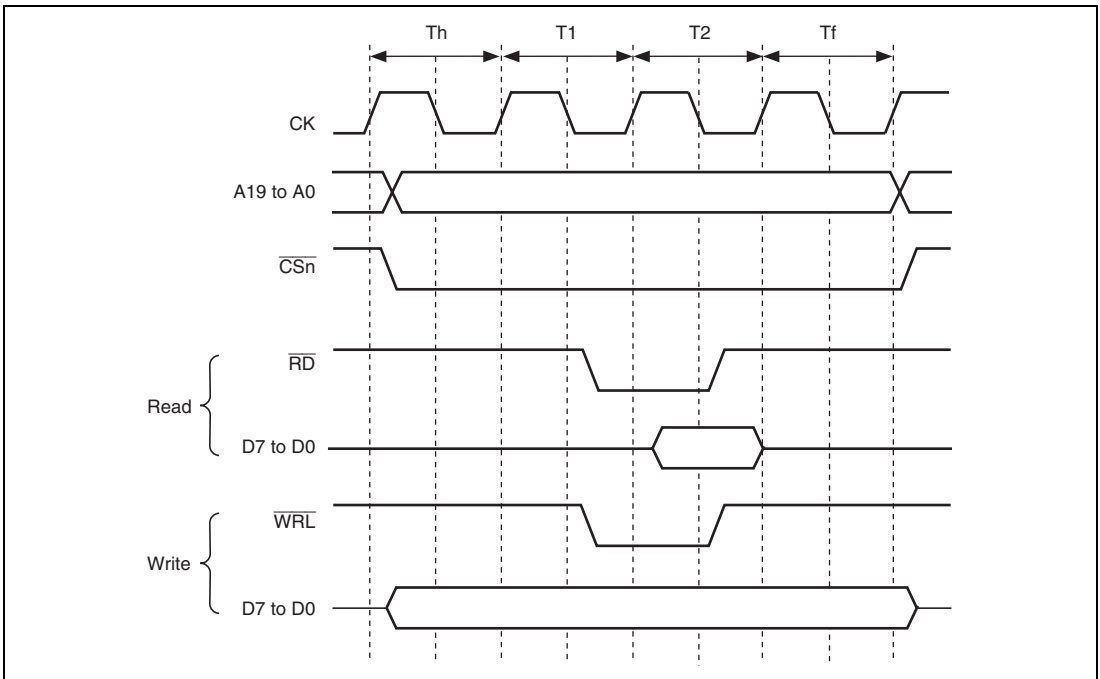 Th T1 T2 Tf
CK
A19 to A0
CSn
RD
Read
D7 to D0
WRL
Write
D7 to D0